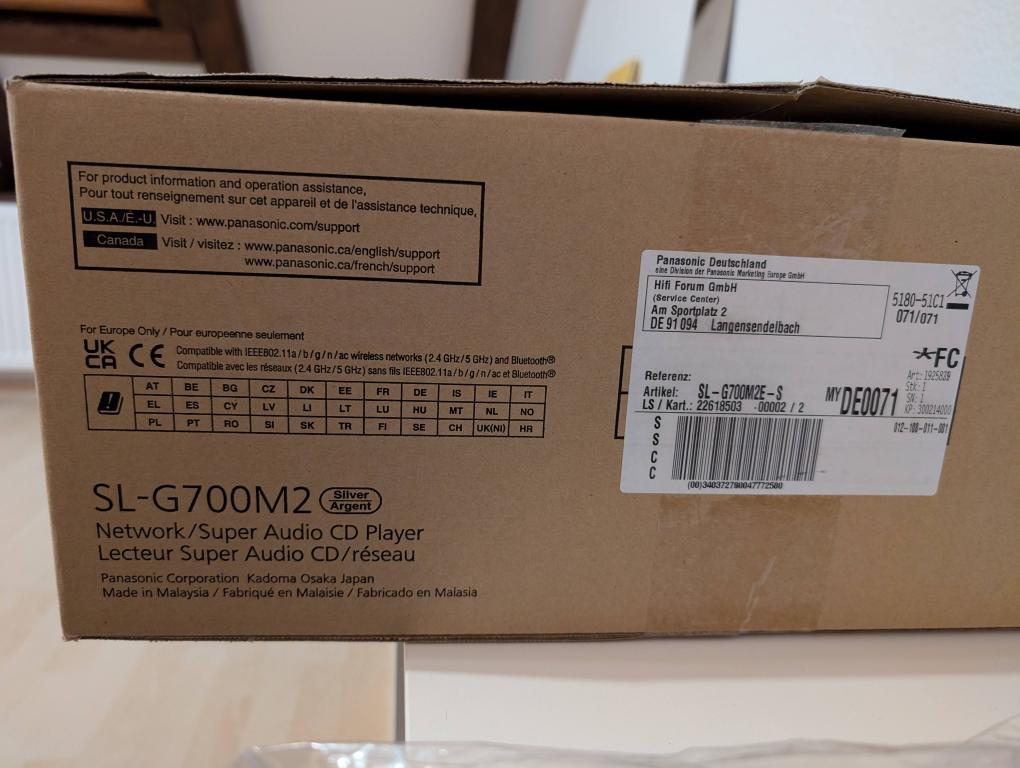 For product information and operation assistance,
Pour tout renseignement sur cet appareil et de l'assistance technique,
U.S.A./É.-U. Visit : www.panasonic.com/support
Canada Visit / visitez : www.panasonic.ca/english/support
www.panasonic.ca/french/support
For Europe Only / Pour europeenne seulement
UK CA CE Compatible with IEEE802.11a/b/g/n/ac wireless networks (2.4 GHz/5 GHz) and Bluetooth®
Compatible avec les réseaux (2.4 GHz/5 GHz) sans fils IEEE802.11a/b/g/n/ac et Bluetooth®
AT BE BG CZ DK EE FR DE IS IE IT
EL ES CY LV LI LT LU HU MT NL NO
PL PT RO SI SK TR FI SE CH UK(NI) HR
SL-G700M2 Silver Argent
Network/Super Audio CD Player
Lecteur Super Audio CD/réseau
Panasonic Corporation Kadoma Osaka Japan
Made in Malaysia / Fabriqué en Malaisie / Fabricado en Malasia
Panasonic Deutschland
eine Division der Panasonic Marketing Europe GmbH
Hifi Forum GmbH
(Service Center)
Am Sportplatz 2
DE 91 094 Langensendelbach
5180-51C1
071/071
*FC
Referenz:
Artikel: SL-G700M2E-S
LS / Kart.: 22618503 -00002 / 2
MY DE0071
Art: 1925839
Stk: 1
SN: 1
KP: 300214000
012-108-011-001
S
S
C
C
(00)340372700047772580